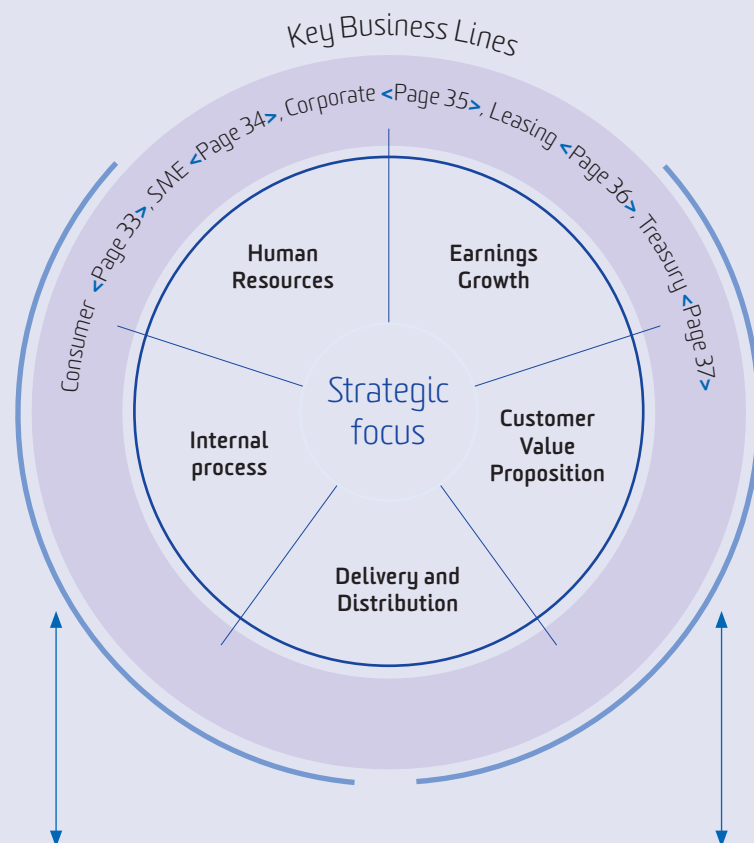 Key Business Lines
Consumer <Page 33>, SME <Page 34>, Corporate <Page 35>, Leasing <Page 36>, Treasury <Page 37>
Human
Resources
Earnings
Growth
Strategic
focus
Internal
process
Customer
Value
Proposition
Delivery and
Distribution